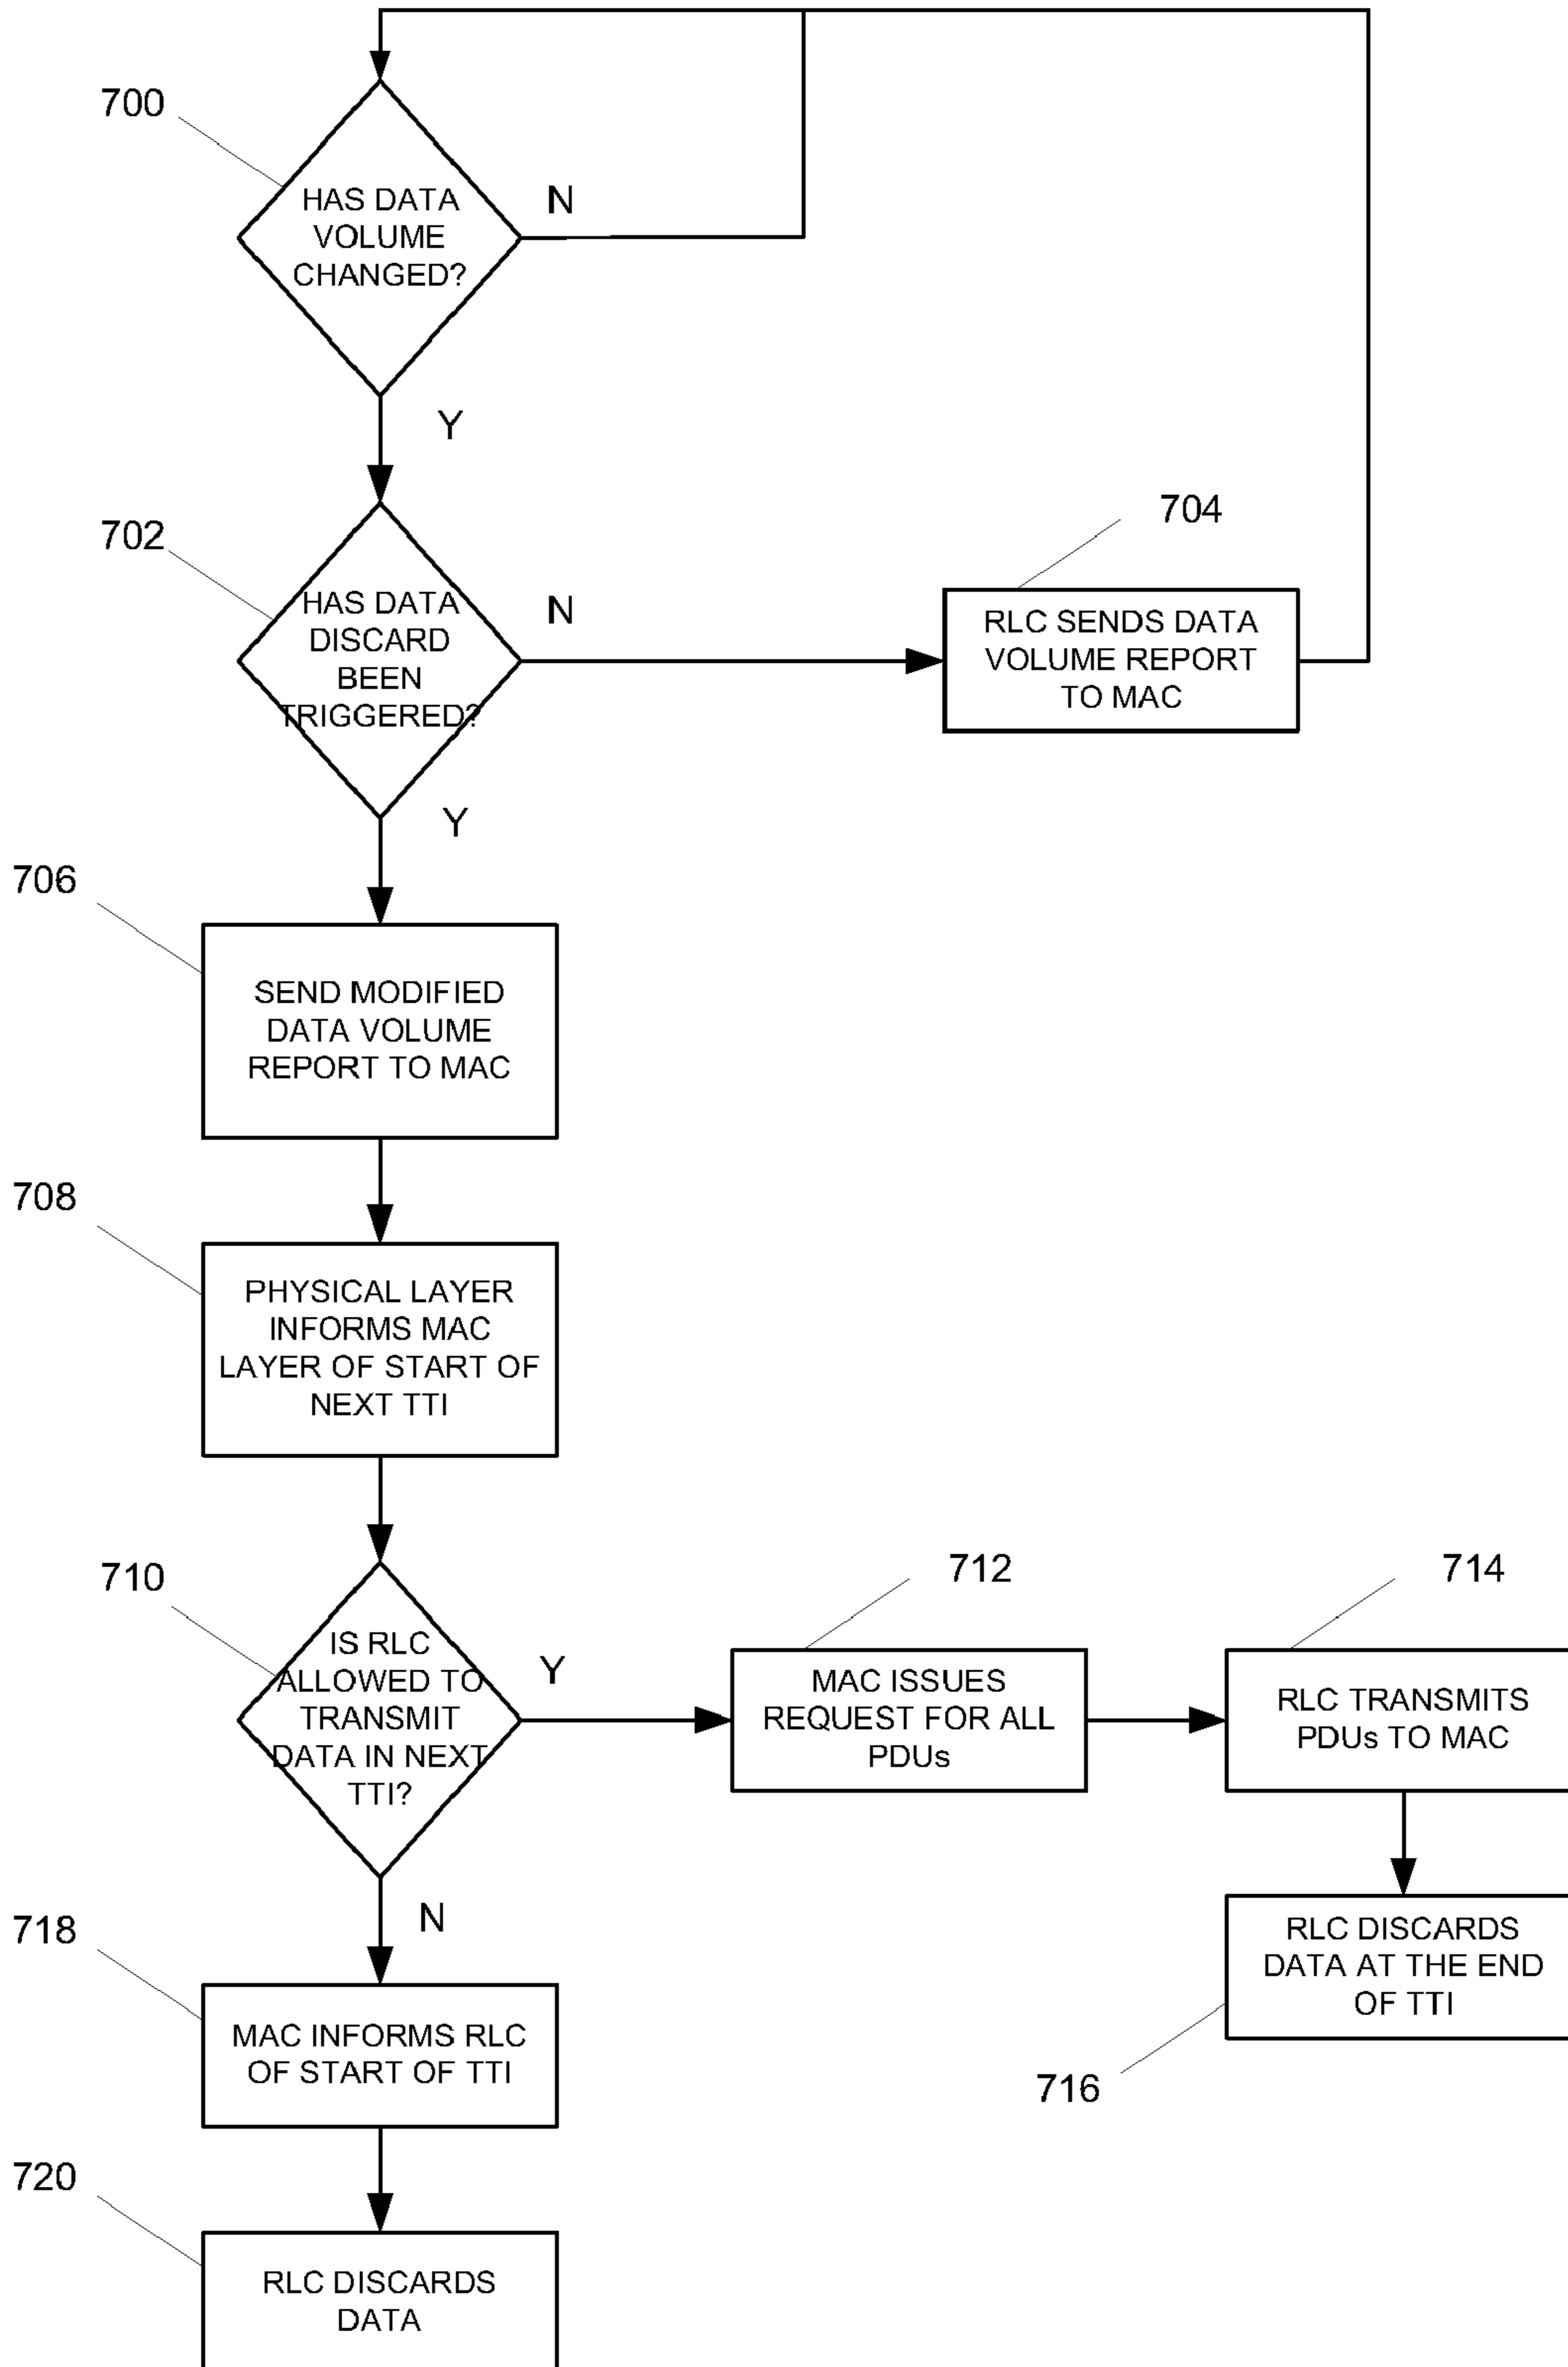 700
HAS DATA
VOLUME
CHANGED?
N
Y
702
HAS DATA
DISCARD
BEEN
TRIGGERED?
N
704
RLC SENDS DATA
VOLUME REPORT
TO MAC
Y
706
SEND MODIFIED
DATA VOLUME
REPORT TO MAC
708
PHYSICAL LAYER
INFORMS MAC
LAYER OF START OF
NEXT TTI
710
IS RLC
ALLOWED TO
TRANSMIT
DATA IN NEXT
TTI?
Y
712
MAC ISSUES
REQUEST FOR ALL
PDUs
714
RLC TRANSMITS
PDUs TO MAC
716
RLC DISCARDS
DATA AT THE END
OF TTI
N
718
MAC INFORMS RLC
OF START OF TTI
720
RLC DISCARDS
DATA